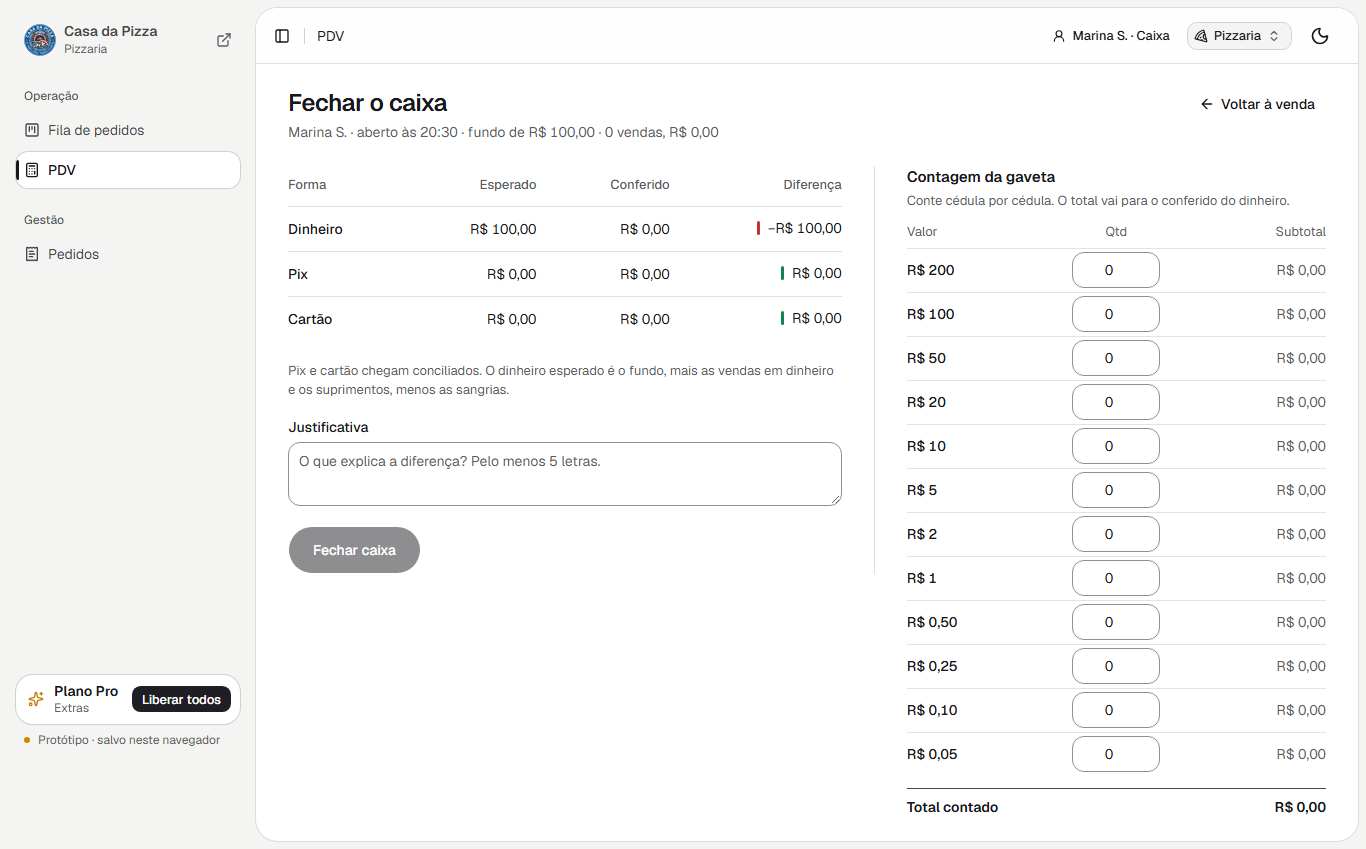 Casa da Pizza
Pizzaria
Operação
Fila de pedidos
PDV
Gestão
Pedidos
Plano Pro
Extras
Liberar todos
Protótipo · salvo neste navegador
PDV
Marina S. · Caixa
Pizzaria
Fechar o caixa
Marina S. · aberto às 20:30 · fundo de R$ 100,00 · 0 vendas, R$ 0,00
Voltar à venda
Forma Esperado Conferido Diferença
Dinheiro R$ 100,00 R$ 0,00 −R$ 100,00
Pix R$ 0,00 R$ 0,00 R$ 0,00
Cartão R$ 0,00 R$ 0,00 R$ 0,00
Pix e cartão chegam conciliados. O dinheiro esperado é o fundo, mais as vendas em dinheiro
e os suprimentos, menos as sangrias.
Justificativa
O que explica a diferença? Pelo menos 5 letras.
Fechar caixa
Contagem da gaveta
Conte cédula por cédula. O total vai para o conferido do dinheiro.
Valor Qtd Subtotal
R$ 200 0 R$ 0,00
R$ 100 0 R$ 0,00
R$ 50 0 R$ 0,00
R$ 20 0 R$ 0,00
R$ 10 0 R$ 0,00
R$ 5 0 R$ 0,00
R$ 2 0 R$ 0,00
R$ 1 0 R$ 0,00
R$ 0,50 0 R$ 0,00
R$ 0,25 0 R$ 0,00
R$ 0,10 0 R$ 0,00
R$ 0,05 0 R$ 0,00
Total contado R$ 0,00